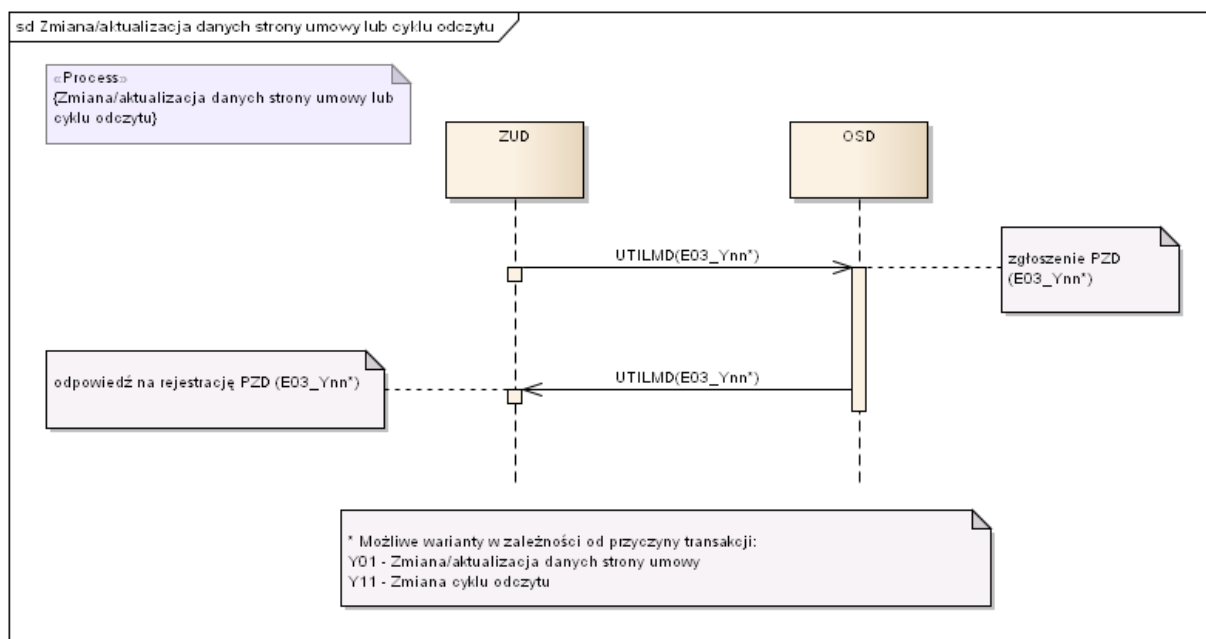 sd Zmiana/aktualizacja danych strony umowy lub cyklu odczytu
«Process»
{Zmiana/aktualizacja danych strony umowy lub
cyklu odczytu}
ZUD
OSD
UTILMD(E03_Ynn*)
zgłoszenie PZD
(E03_Ynn*)
odpowiedź na rejestrację PZD (E03_Ynn*)
UTILMD(E03_Ynn*)
* Możliwe warianty w zależności od przyczyny transakcji:
Y01 - Zmiana/aktualizacja danych strony umowy
Y11 - Zmiana cyklu odczytu